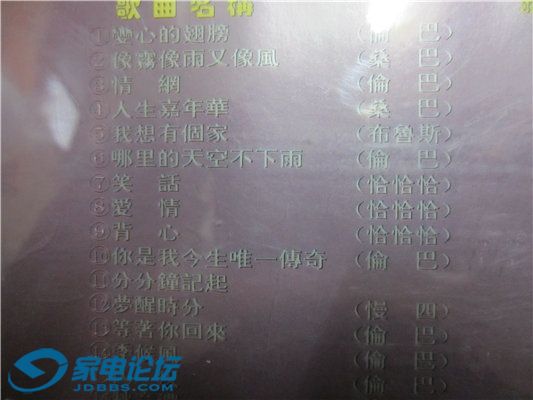 歌曲名稱
①變心的翅膀 (倫 巴)
②像霧像雨又像風 (桑 巴)
③情 網 (倫 巴)
④人生嘉年華 (桑 巴)
⑤我想有個家 (布魯斯)
⑥哪里的天空不下雨 (倫 巴)
⑦笑 話 (恰恰恰)
⑧愛 情 (恰恰恰)
⑨背 心 (恰恰恰)
⑩你是我今生唯一傳奇 (倫 巴)
⑪分分鐘記起
⑫夢醒時分 (慢 四)
⑬等著你回來 (倫 巴)
⑭季候風 (倫 巴)
(倫 巴)
家电论坛
JDBBS.COM